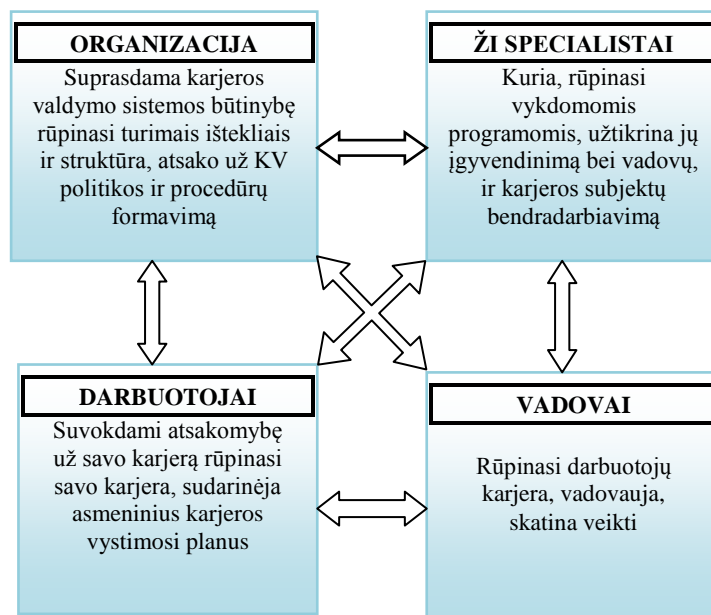 ORGANIZACIJA
Suprasdama karjeros
valdymo sistemos būtinybę
rūpinasi turimais ištekliais
ir struktūra, atsako už KV
politikos ir procedūrų
formavimą
ŽI SPECIALISTAI
Kuria, rūpinasi
vykdomomis
programomis, užtikrina jų
įgyvendinimą bei vadovų,
ir karjeros subjektų
bendradarbiavimą
DARBUOTOJAI
Suvokdami atsakomybę
už savo karjerą rūpinasi
savo karjera, sudarinėja
asmeninius karjeros
vystimosi planus
VADOVAI
Rūpinasi darbuotojų
karjera, vadovauja,
skatina veikti